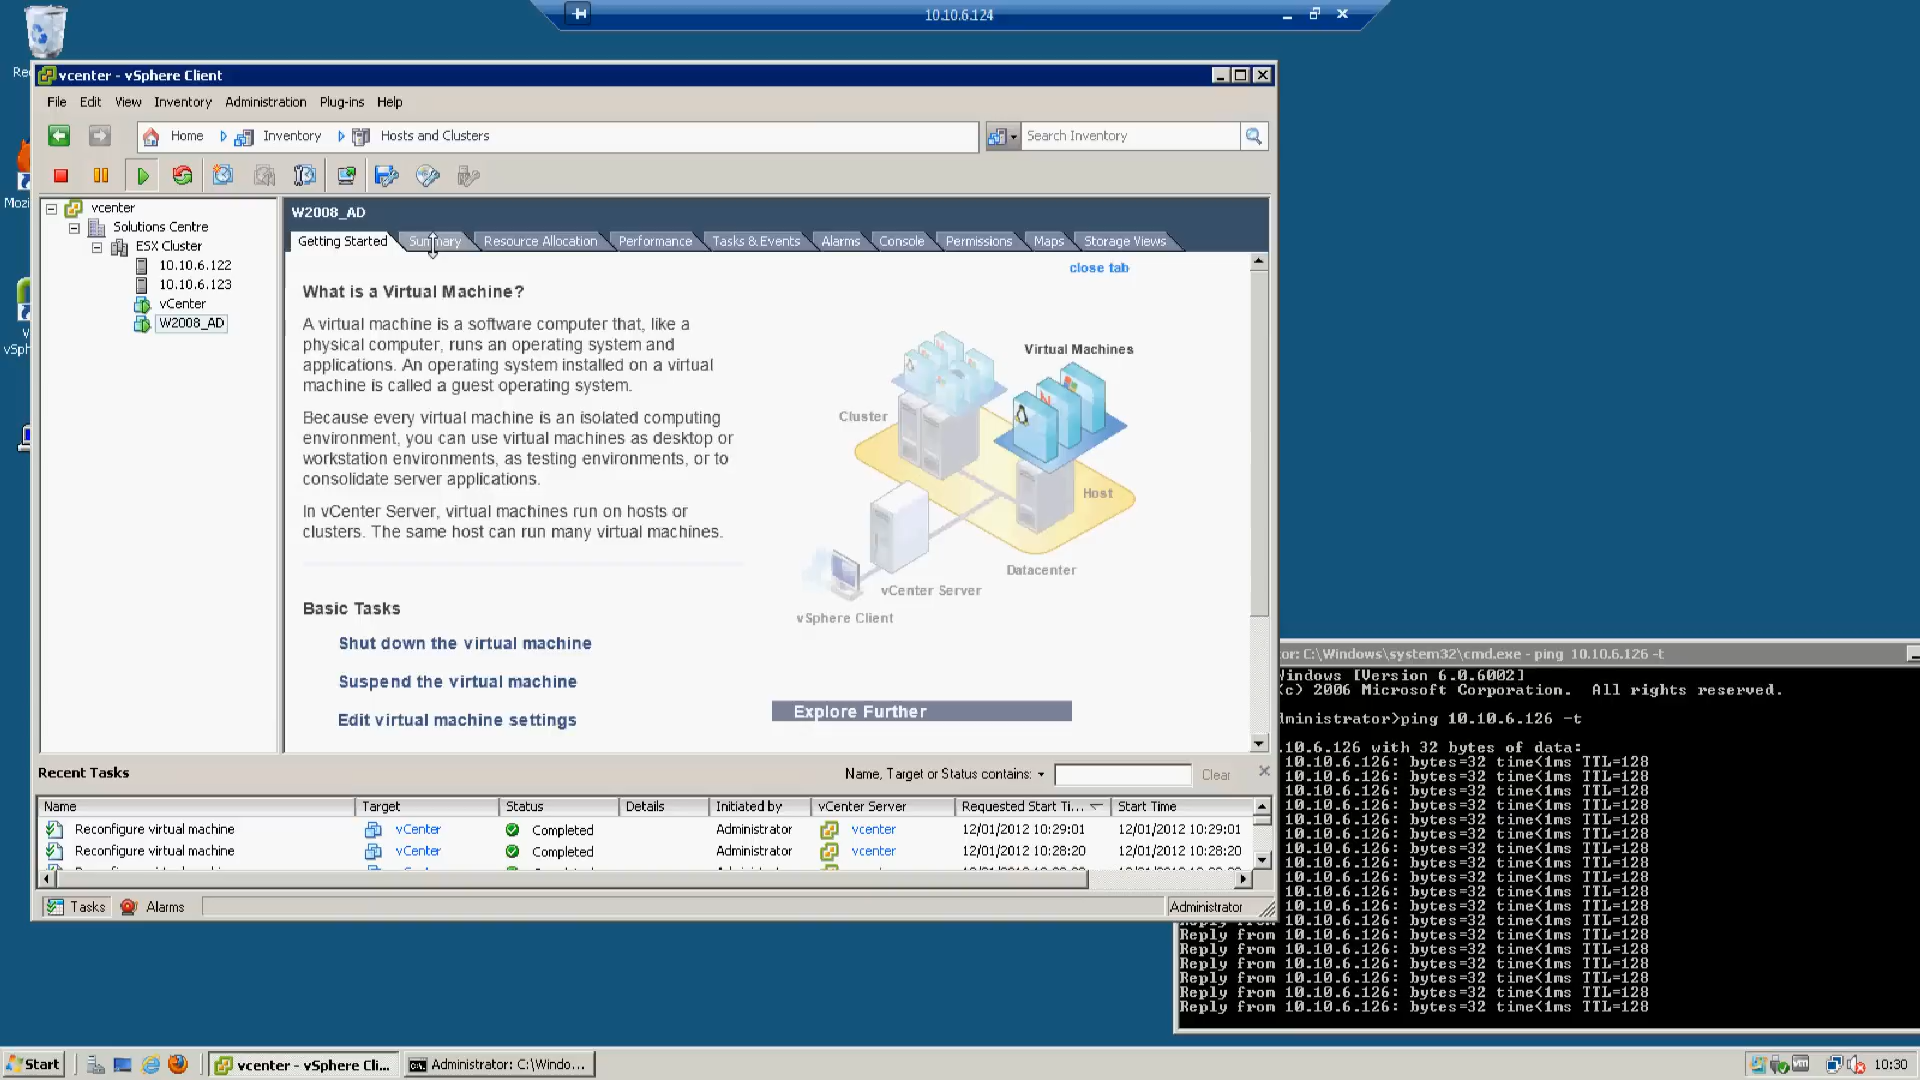 10.10.6.124
vcenter - vSphere Client
File Edit View Inventory Administration Plug-ins Help
Home Inventory Hosts and Clusters Search Inventory
vcenter
Solutions Centre
ESX Cluster
10.10.6.122
10.10.6.123
vCenter
W2008_AD
W2008_AD
Getting Started Summary Resource Allocation Performance Tasks & Events Alarms Console Permissions Maps Storage Views
close tab
What is a Virtual Machine?
A virtual machine is a software computer that, like a
physical computer, runs an operating system and
applications. An operating system installed on a virtual
machine is called a guest operating system.
Because every virtual machine is an isolated computing
environment, you can use virtual machines as desktop or
workstation environments, as testing environments, or to
consolidate server applications.
In vCenter Server, virtual machines run on hosts or
clusters. The same host can run many virtual machines.
Virtual Machines
Cluster
Host
Datacenter
vCenter Server
vSphere Client
Basic Tasks
Shut down the virtual machine
Suspend the virtual machine
Edit virtual machine settings
Explore Further
Recent Tasks
Name, Target or Status contains: Clear
Name Target Status Details Initiated by vCenter Server Requested Start Ti... Start Time
Reconfigure virtual machine vCenter Completed Administrator vcenter 12/01/2012 10:29:01 12/01/2012 10:29:01
Reconfigure virtual machine vCenter Completed Administrator vcenter 12/01/2012 10:28:20 12/01/2012 10:28:20
Tasks Alarms Administrator
or: C:\Windows\system32\cmd.exe - ping 10.10.6.126 -t
indows [Version 6.0.6002]
(c) 2006 Microsoft Corporation. All rights reserved.
ministrator>ping 10.10.6.126 -t
.10.6.126 with 32 bytes of data:
10.10.6.126: bytes=32 time<1ms TTL=128
10.10.6.126: bytes=32 time<1ms TTL=128
10.10.6.126: bytes=32 time<1ms TTL=128
10.10.6.126: bytes=32 time<1ms TTL=128
10.10.6.126: bytes=32 time<1ms TTL=128
10.10.6.126: bytes=32 time<1ms TTL=128
10.10.6.126: bytes=32 time<1ms TTL=128
10.10.6.126: bytes=32 time<1ms TTL=128
10.10.6.126: bytes=32 time<1ms TTL=128
10.10.6.126: bytes=32 time<1ms TTL=128
10.10.6.126: bytes=32 time<1ms TTL=128
Reply from 10.10.6.126: bytes=32 time<1ms TTL=128
Reply from 10.10.6.126: bytes=32 time<1ms TTL=128
Reply from 10.10.6.126: bytes=32 time<1ms TTL=128
Reply from 10.10.6.126: bytes=32 time<1ms TTL=128
Reply from 10.10.6.126: bytes=32 time<1ms TTL=128
Reply from 10.10.6.126: bytes=32 time<1ms TTL=128
Reply from 10.10.6.126: bytes=32 time<1ms TTL=128
Start vcenter - vSphere Cli... Administrator: C:\Windo... 10:30